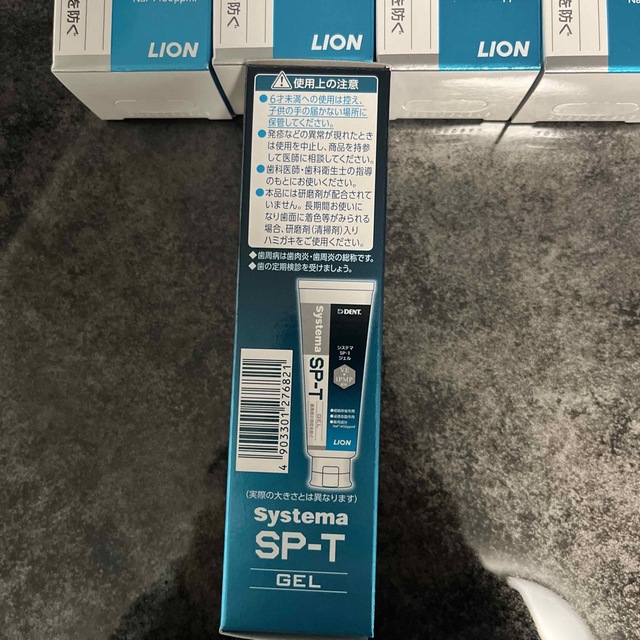 を防ぐ
LION
LION
LION
使用上の注意
●6才未満への使用は控え、
子供の手の届かない場所に
保管してください。
●発疹などの異常が現れたとき
は使用を中止し、商品を持参
して医師に相談してください。
●歯科医師・歯科衛生士の指導
のもとにお使いください。
●本品には研磨剤が配合されて
いません。長期間お使いに
なり歯面に着色等がみられる
場合、研磨剤(清掃剤)入り
ハミガキをご使用ください。
◆歯周病は歯肉炎・歯周炎の総称です。
◆歯の定期検診を受けましょう。
Systema
SP-T
GEL
DENT.
システマ
SP-T
ジェル
IPMP
LION
4 903301 276821
(実際の大きさとは異なります)
Systema
SP-T
GEL
を防ぐ